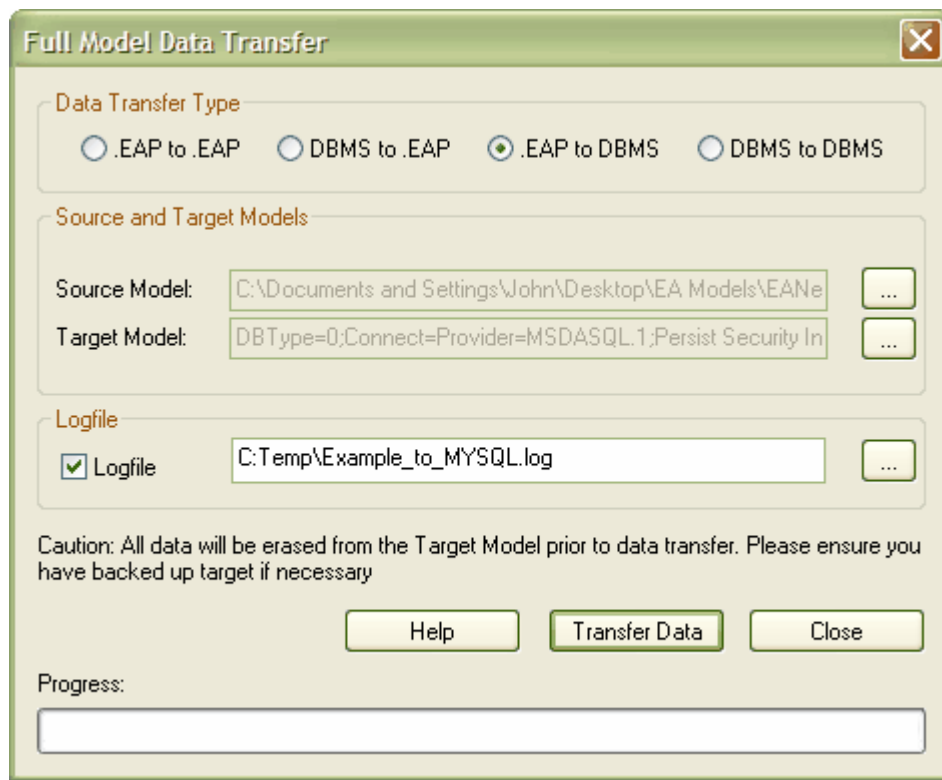 Full Model Data Transfer
Data Transfer Type
.EAP to .EAP DBMS to .EAP .EAP to DBMS DBMS to DBMS
Source and Target Models
Source Model: C:\Documents and Settings\John\Desktop\EA Models\EANe ...
Target Model: DBType=0;Connect=Provider=MSDASQL.1;Persist Security In ...
Logfile
Logfile C:Temp\Example_to_MYSQL.log ...
Caution: All data will be erased from the Target Model prior to data transfer. Please ensure you
have backed up target if necessary
Help Transfer Data Close
Progress: